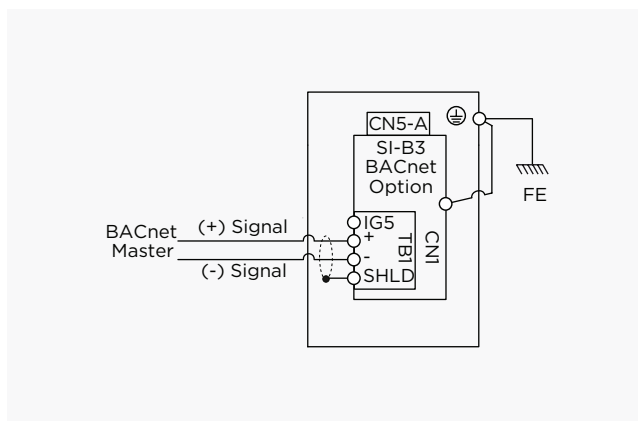 CN5-A
SI-B3
BACnet
Option
FE
BACnet
Master
(+) Signal
(-) Signal
IG5
+
-
SHLD
TB1
CN1